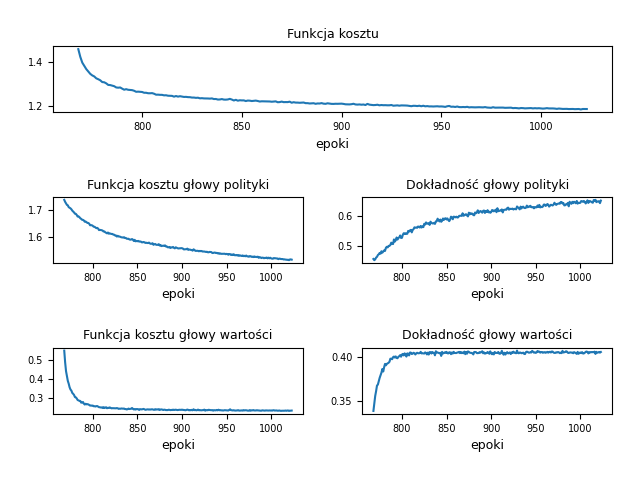 Funkcja kosztu
1.4
1.2
800 850 900 950 1000
epoki
Funkcja kosztu głowy polityki
1.7
1.6
800 850 900 950 1000
epoki
Dokładność głowy polityki
0.6
0.5
800 850 900 950 1000
epoki
Funkcja kosztu głowy wartości
0.5
0.4
0.3
800 850 900 950 1000
epoki
Dokładność głowy wartości
0.40
0.35
800 850 900 950 1000
epoki